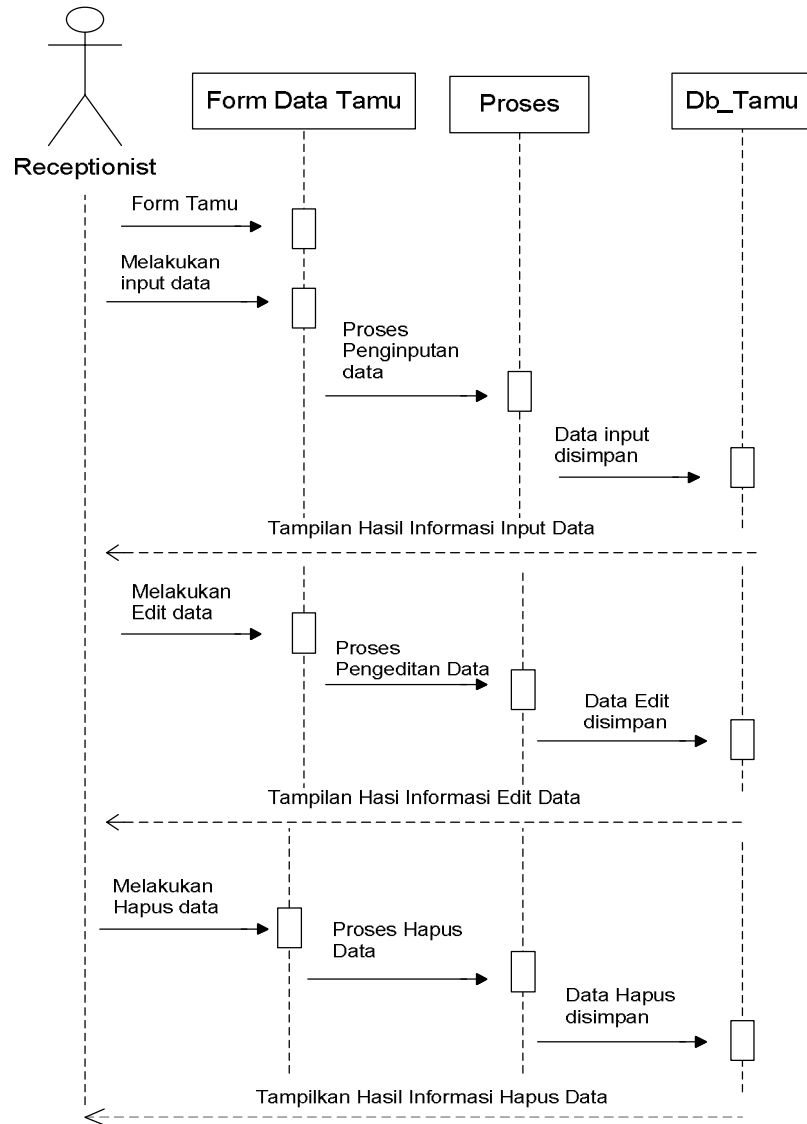 Form Data Tamu
Proses
Db_Tamu
Receptionist
Form Tamu
Melakukan
input data
Proses
Penginputan
data
Data input
disimpan
Tampilan Hasil Informasi Input Data
Melakukan
Edit data
Proses
Pengeditan Data
Data Edit
disimpan
Tampilan Hasi Informasi Edit Data
Melakukan
Hapus data
Proses Hapus
Data
Data Hapus
disimpan
Tampilkan Hasil Informasi Hapus Data